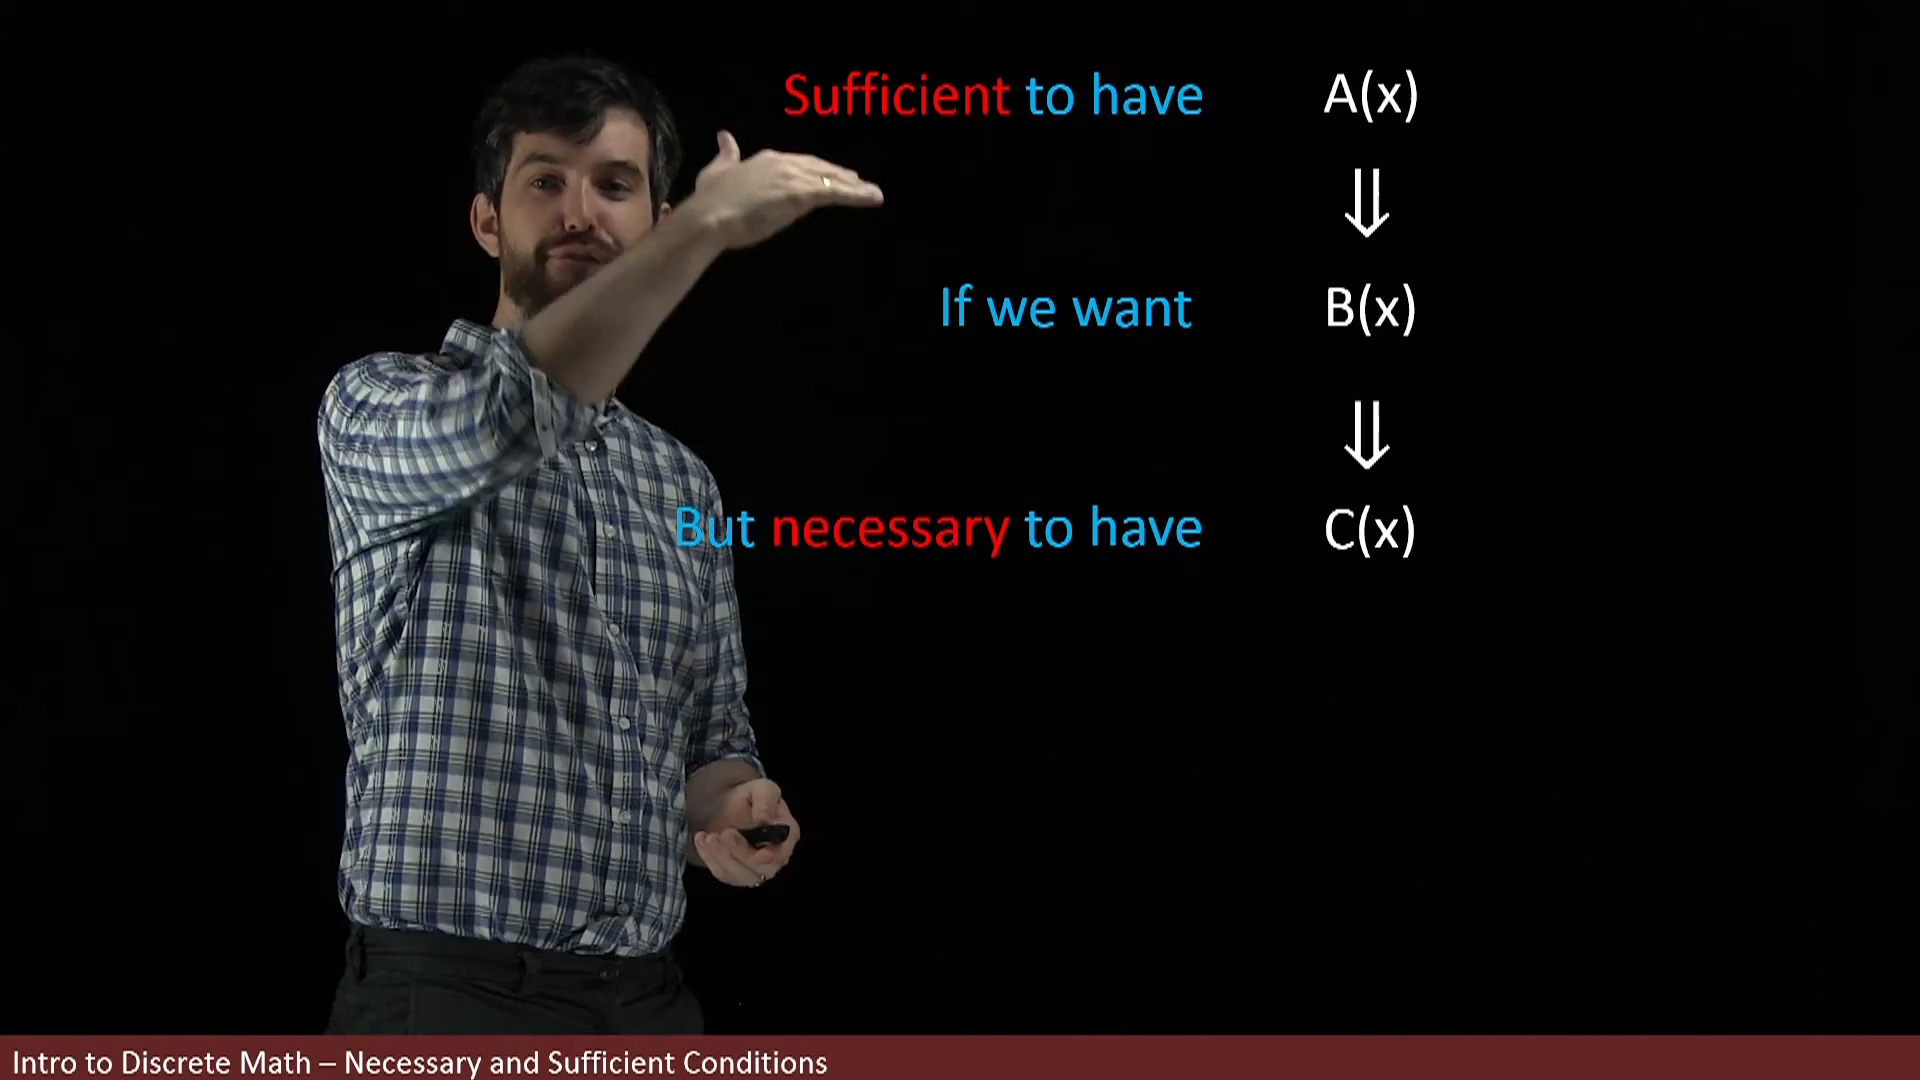 Sufficient to have A(x)
⇓
If we want B(x)
⇓
But necessary to have C(x)
Intro to Discrete Math – Necessary and Sufficient Conditions